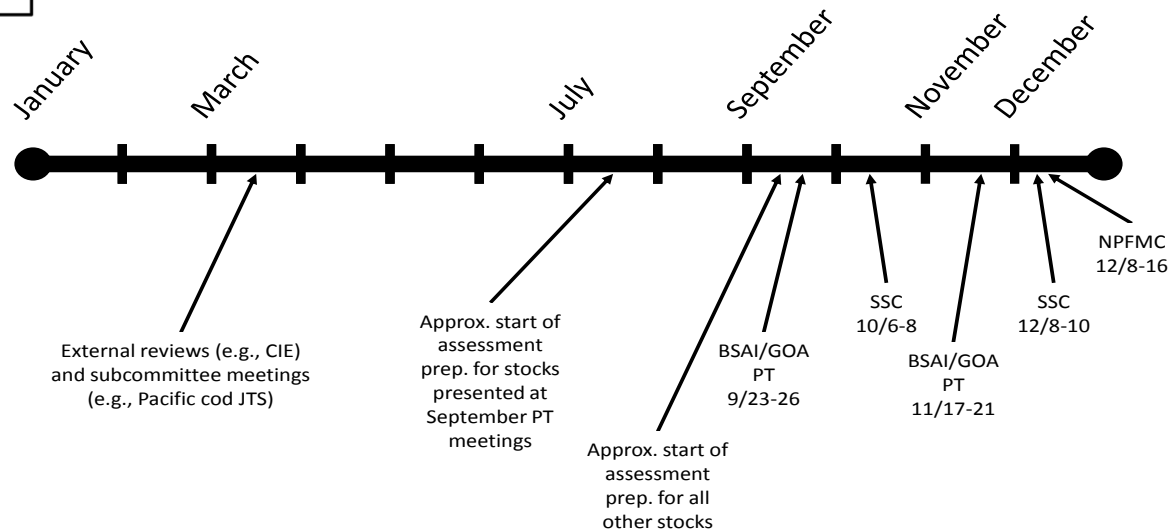 January
March
July
September
November
December
External reviews (e.g., CIE)
and subcommittee meetings
(e.g., Pacific cod JTS)
Approx. start of
assessment
prep. for stocks
presented at
September PT
meetings
Approx. start of
assessment
prep. for all
other stocks
BSAI/GOA
PT
9/23-26
SSC
10/6-8
BSAI/GOA
PT
11/17-21
SSC
12/8-10
NPFMC
12/8-16